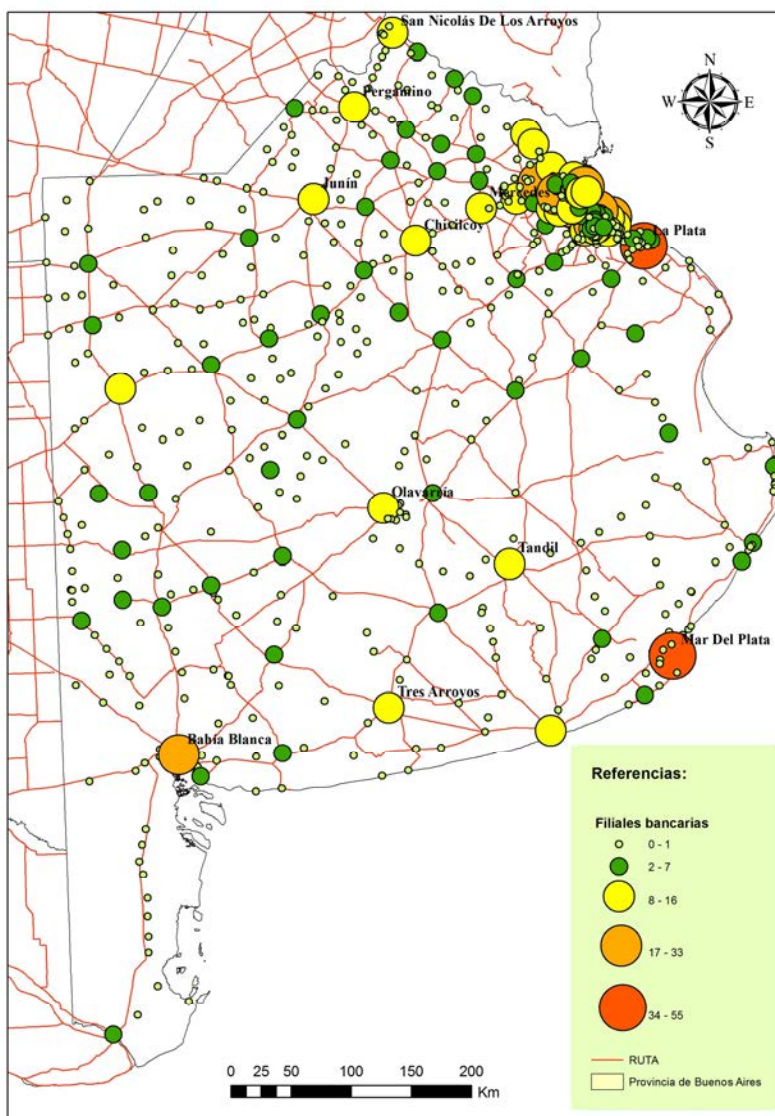 San Nicolás De Los Arroyos
N
W
E
S
Pergamino
Junín
Mercedes
Chivilcoy
La Plata
Olavarría
Tandil
Mar Del Plata
Tres Arroyos
Bahía Blanca
Referencias:
Filiales bancarias
0 - 1
2 - 7
8 - 16
17 - 33
34 - 55
RUTA
Provincia de Buenos Aires
0 25 50 100 150 200
Km